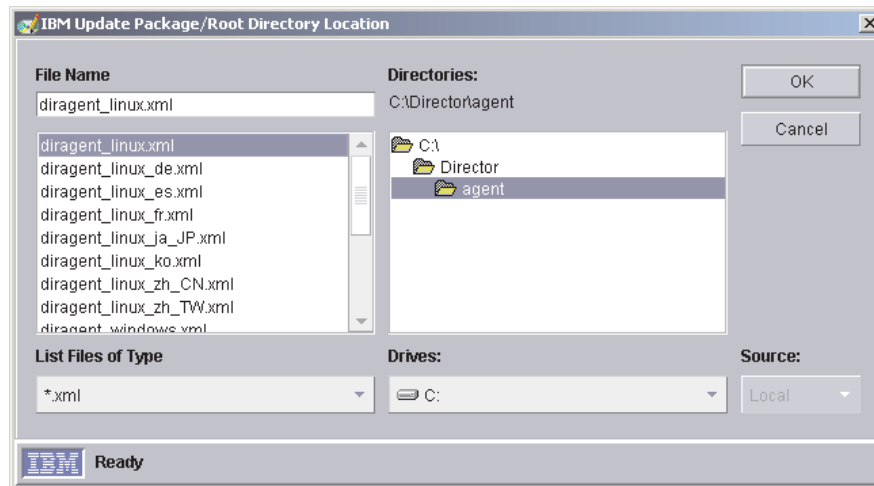 IBM Update Package/Root Directory Location
File Name
diragent_linux.xml
diragent_linux.xml
diragent_linux_de.xml
diragent_linux_es.xml
diragent_linux_fr.xml
diragent_linux_ja_JP.xml
diragent_linux_ko.xml
diragent_linux_zh_CN.xml
diragent_linux_zh_TW.xml
diragent_windows.xml
List Files of Type
*.xml
Directories:
C:\Director\agent
C:\
Director
agent
Drives:
C:
OK
Cancel
Source:
Local
IBM Ready